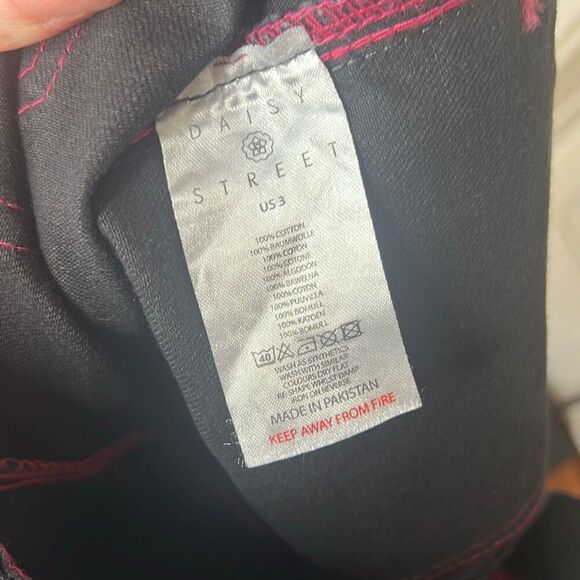 DAISY
STREET
US 3
100% COTTON
100% BAUMWOLLE
100% COTON
100% COTONE
100% ALGODÓN
100% BAWEŁNA
100% COTON
100% PUUVILLA
100% BOMULL
100% KATOEN
100% BOMULL
40
WASH AS SYNTHETICS
WASH WITH SIMILAR
COLOURS DRY FLAT
RE-SHAPE WHILST DAMP
IRON ON REVERSE
MADE IN PAKISTAN
KEEP AWAY FROM FIRE